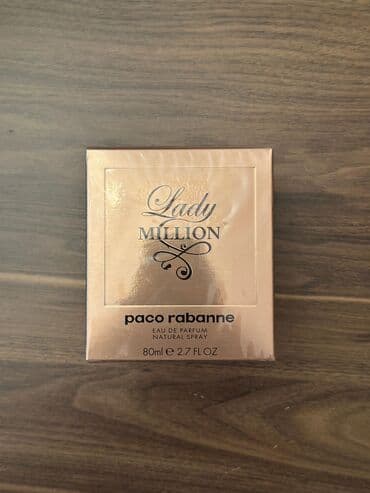 Lady
MILLION
paco rabanne
EAU DE PARFUM
NATURAL SPRAY
80ml ℮ 2.7 FL OZ